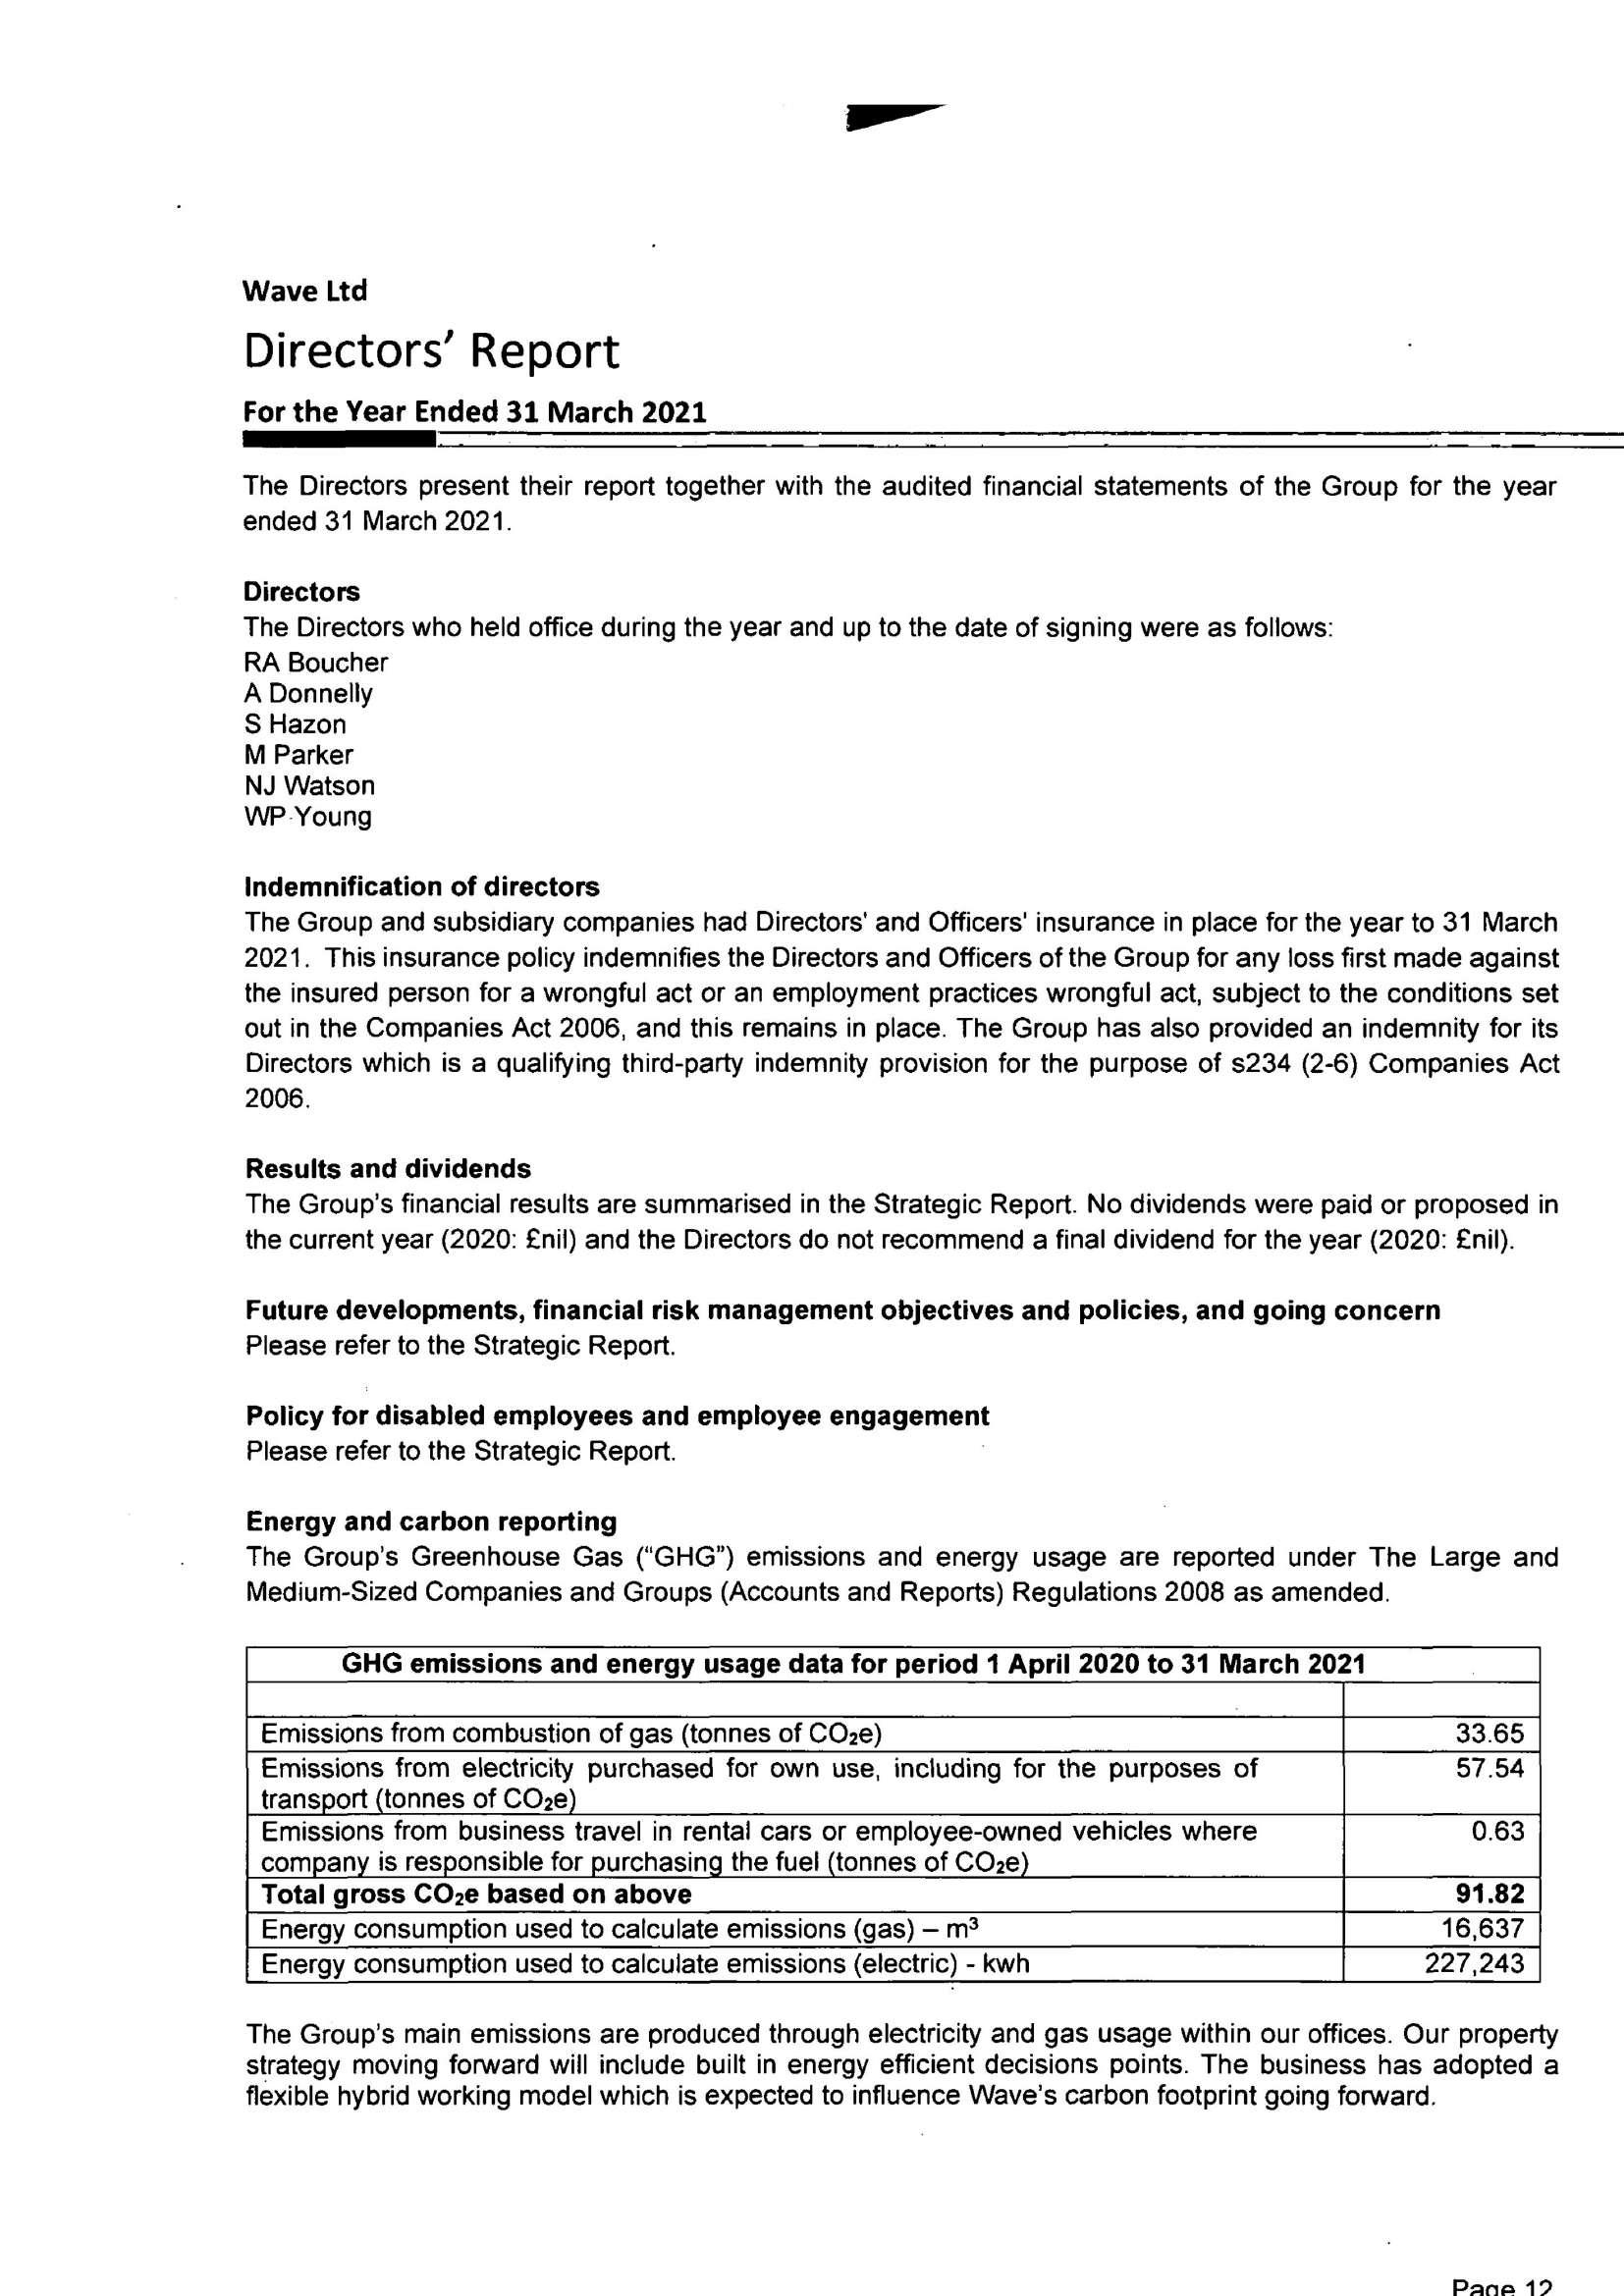 Wave Ltd
Directors' Report
For the Year Ended 31 March 2021
The Directors present their report together with the audited financial statements of the Group for the year
ended 31 March 2021.
Directors
The Directors who held office during the year and up to the date of signing were as follows:
RA Boucher
A Donnelly
S Hazon
M Parker
NJ Watson
WP Young
Indemnification of directors
The Group and subsidiary companies had Directors' and Officers' insurance in place for the year to 31 March
2021. This insurance policy indemnifies the Directors and Officers of the Group for any loss first made against
the insured person for a wrongful act or an employment practices wrongful act, subject to the conditions set
out in the Companies Act 2006, and this remains in place. The Group has also provided an indemnity for its
Directors which is a qualifying third-party indemnity provision for the purpose of s234 (2-6) Companies Act
2006.
Results and dividends
The Group's financial results are summarised in the Strategic Report. No dividends were paid or proposed in
the current year (2020: £nil) and the Directors do not recommend a final dividend for the year (2020: £nil).
Future developments, financial risk management objectives and policies, and going concern
Please refer to the Strategic Report.
Policy for disabled employees and employee engagement
Please refer to the Strategic Report.
Energy and carbon reporting
The Group's Greenhouse Gas ("GHG") emissions and energy usage are reported under The Large and
Medium-Sized Companies and Groups (Accounts and Reports) Regulations 2008 as amended.
GHG emissions and energy usage data for period 1 April 2020 to 31 March 2021
Emissions from combustion of gas (tonnes of CO₂e) 33.65
Emissions from electricity purchased for own use, including for the purposes of 57.54
transport (tonnes of CO₂e)
Emissions from business travel in rental cars or employee-owned vehicles where 0.63
company is responsible for purchasing the fuel (tonnes of CO₂e)
Total gross CO₂e based on above 91.82
Energy consumption used to calculate emissions (gas) – m³ 16,637
Energy consumption used to calculate emissions (electric) - kwh 227,243
The Group's main emissions are produced through electricity and gas usage within our offices. Our property
strategy moving forward will include built in energy efficient decisions points. The business has adopted a
flexible hybrid working model which is expected to influence Wave's carbon footprint going forward.
Page 12